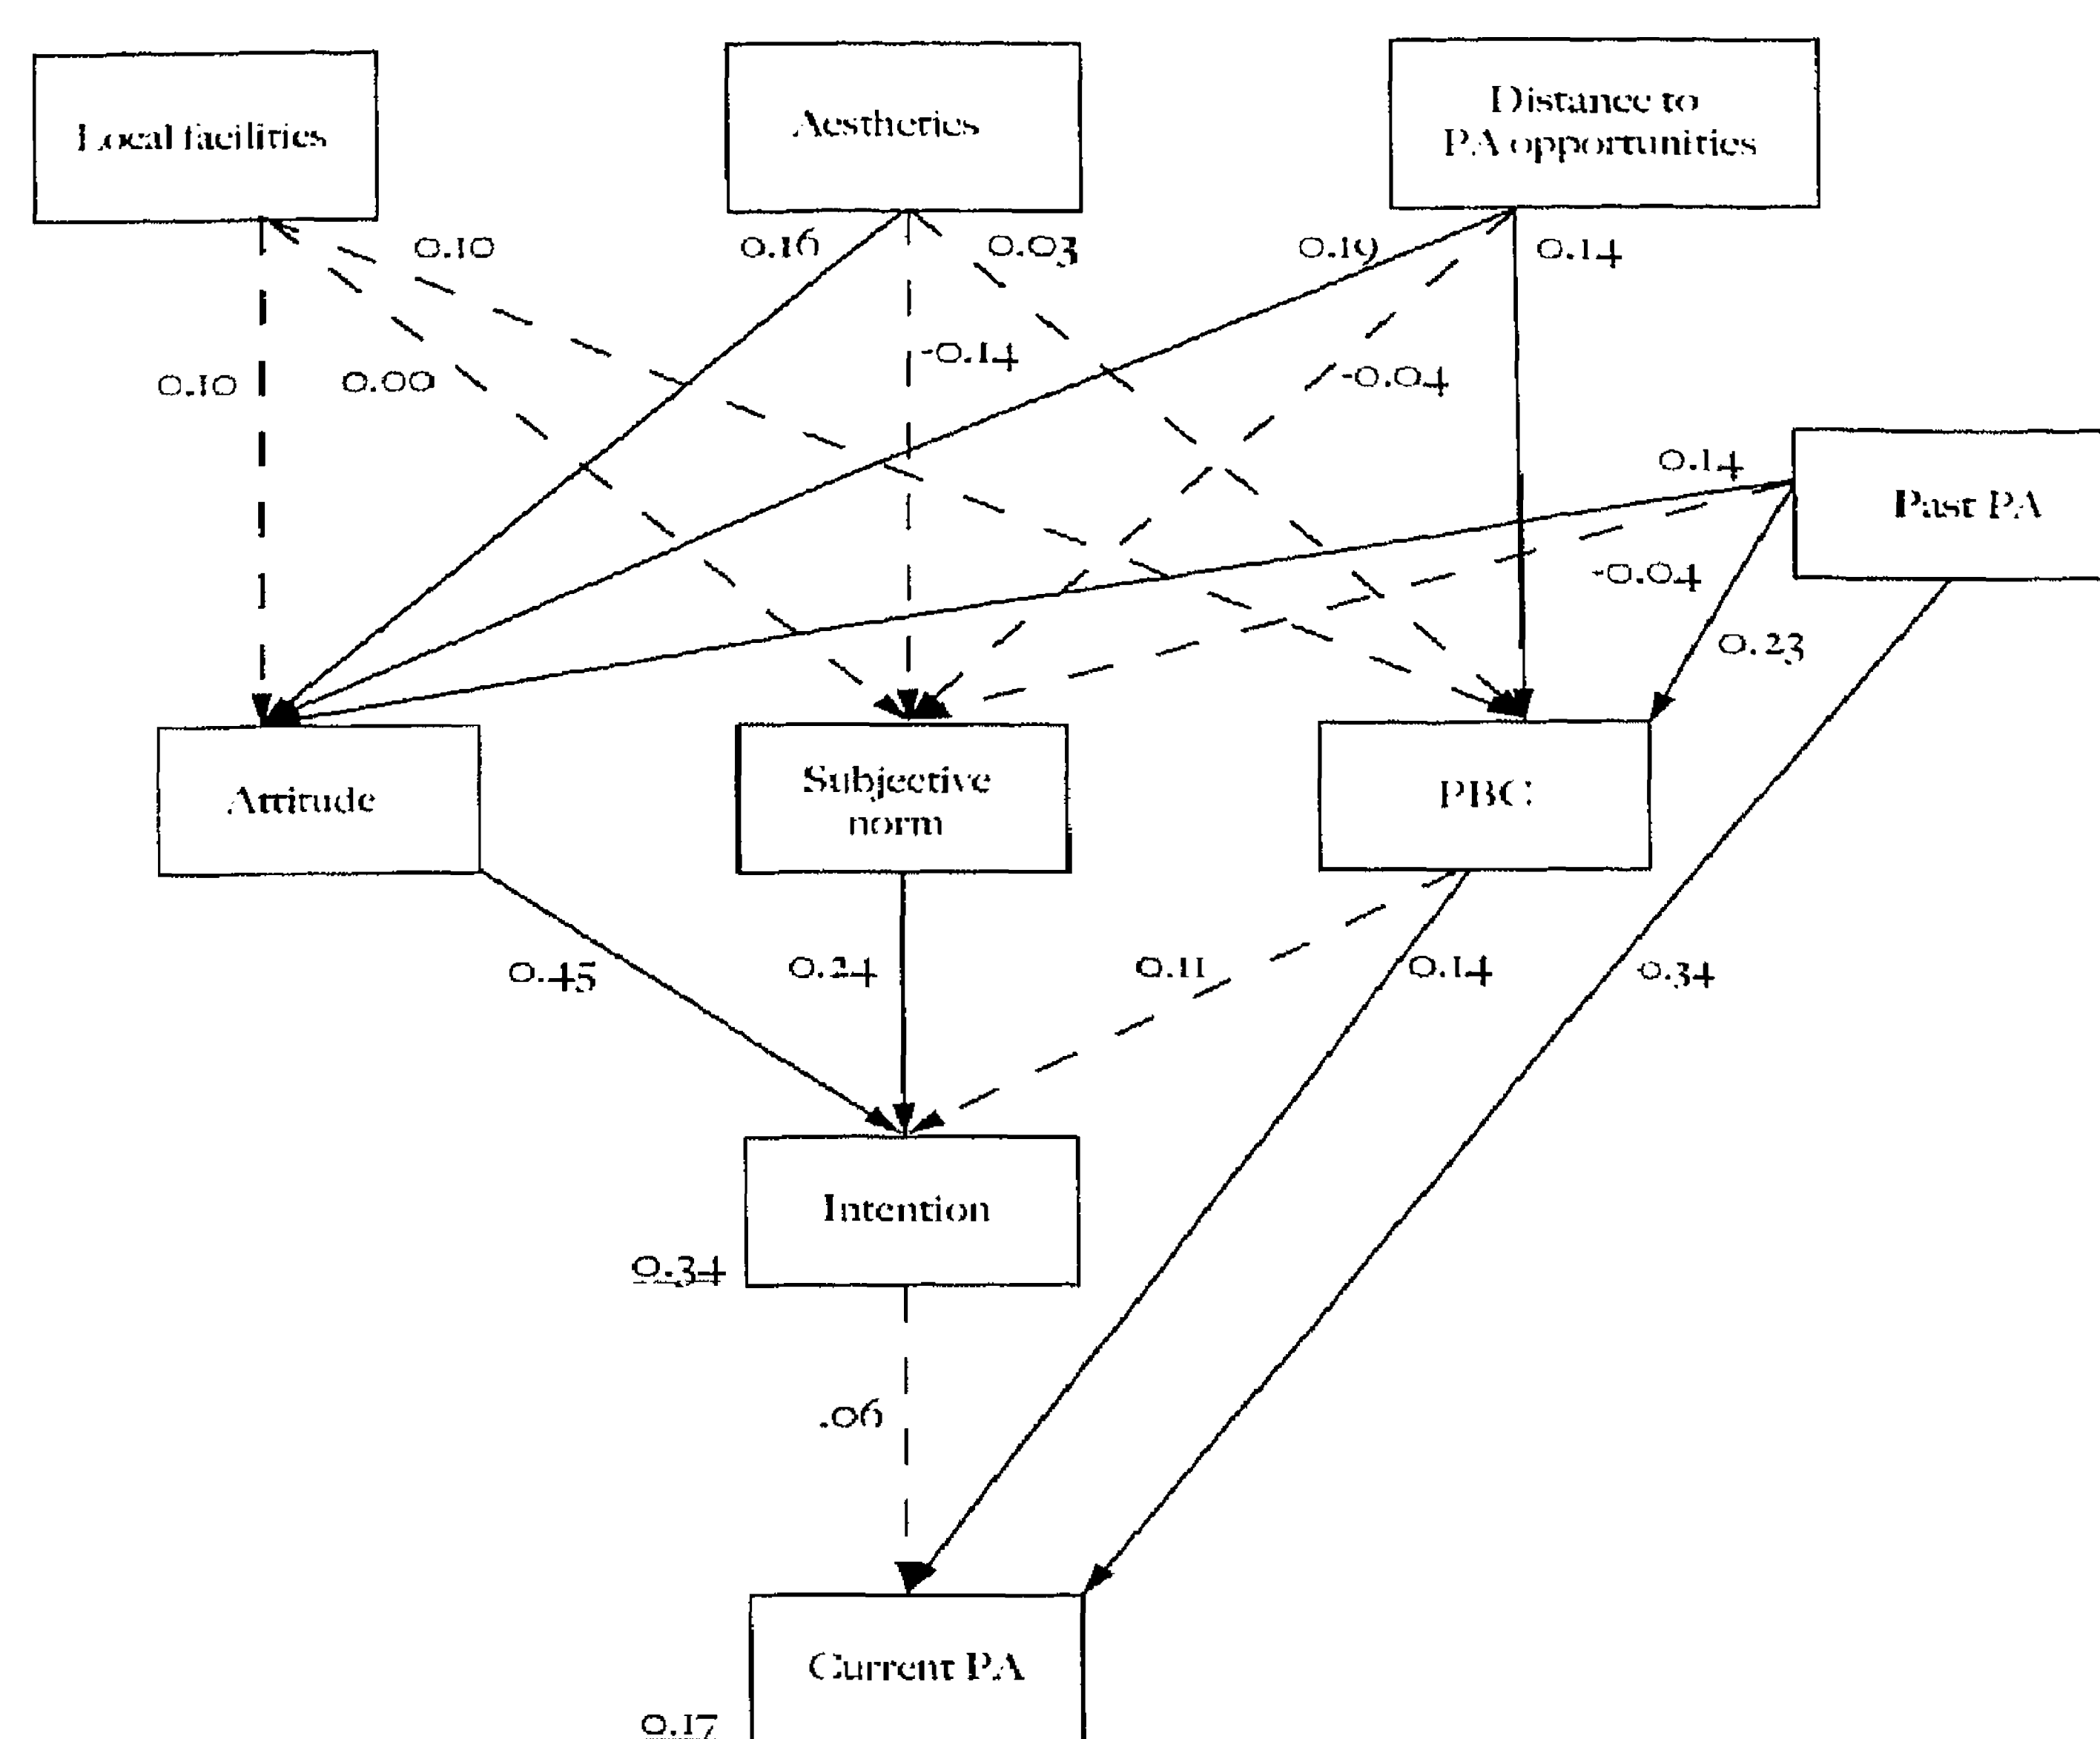 Local facilities
Aesthetics
Distance to
PA opportunities
0.10
0.16
0.03
0.19
0.14
-0.14
0.10
0.00
-0.04
0.14
Past PA
-0.04
0.23
Attitude
Subjective
norm
PBC
0.45
0.24
0.11
0.14
0.34
Intention
0.34
.06
Current PA
0.17